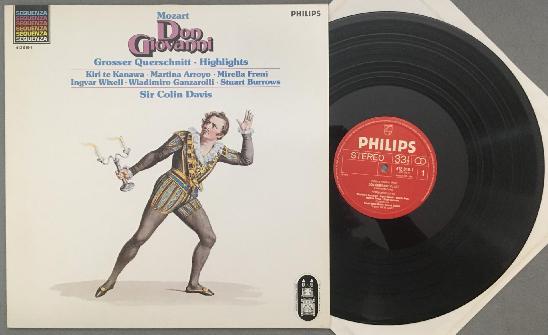 SEQUENZA
SEQUENZA
SEQUENZA
SEQUENZA
SEQUENZA
Mozart
PHILIPS
Don
Giovanni
Grosser Querschnitt · Highlights
Kiri te Kanawa · Martina Arroyo · Mirella Freni
Ingvar Wixell · Wladimiro Ganzarolli · Stuart Burrows
Sir Colin Davis
PHILIPS
STEREO
33⅓
1